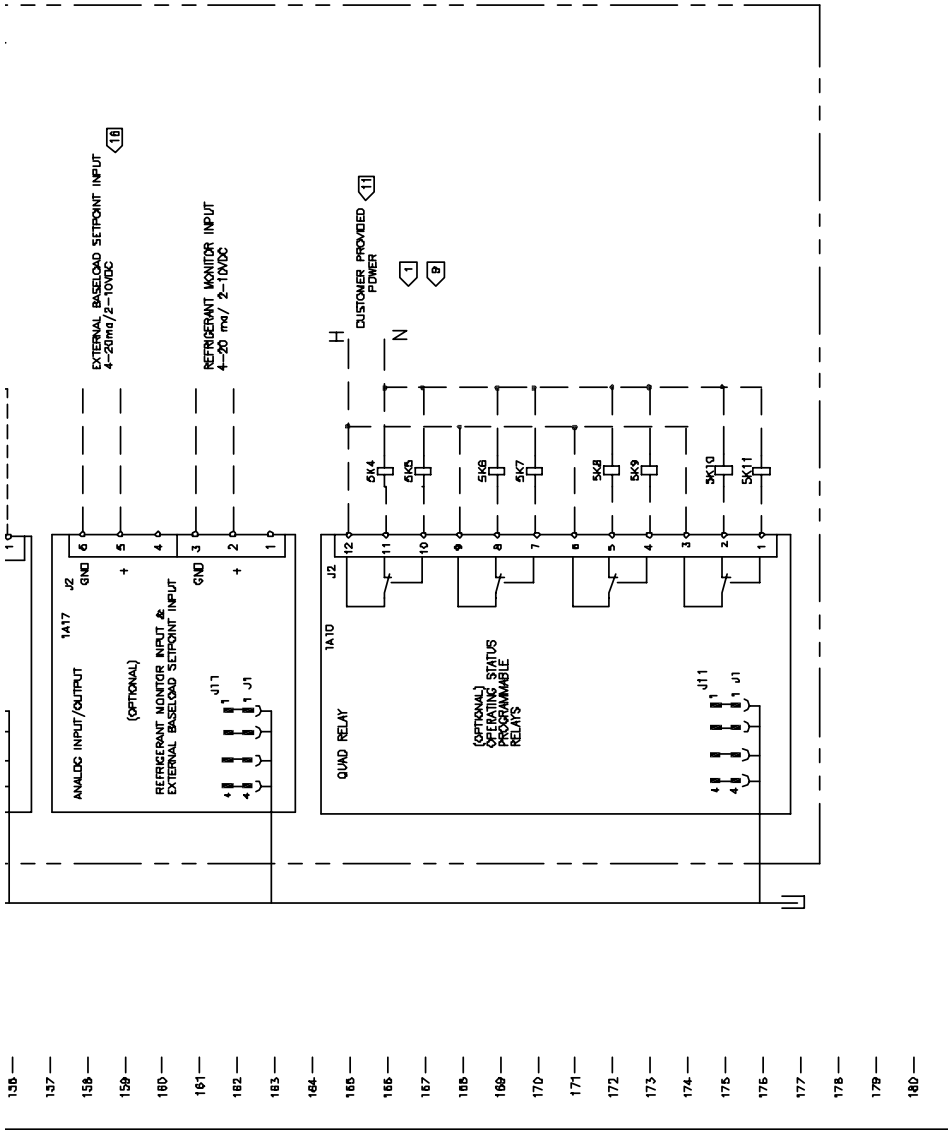 EXTERNAL BASELOAD SETPOINT INPUT
4-20ma/2-10VDC
16
REFRIGERANT MONITOR INPUT
4-20 ma/ 2-10VDC
CUSTOMER PROVIDED
POWER
11
1
9
H
N
1
1A17
J2
GND
+
GND
+
6
5
4
3
2
1
ANALOG INPUT/OUTPUT
(OPTIONAL)
REFRIGERANT MONITOR INPUT &
EXTERNAL BASELOAD SETPOINT INPUT
J11
1
1
J1
4
4
5K4
5K5
5K6
5K7
5K8
5K9
5K10
5K11
1A10
J2
12
11
10
9
8
7
6
5
4
3
2
1
QUAD RELAY
(OPTIONAL)
OPERATING STATUS
PROGRAMMABLE
RELAYS
J11
1
1
J1
4
4
156
157
158
159
160
161
162
163
164
165
166
167
168
169
170
171
172
173
174
175
176
177
178
179
180